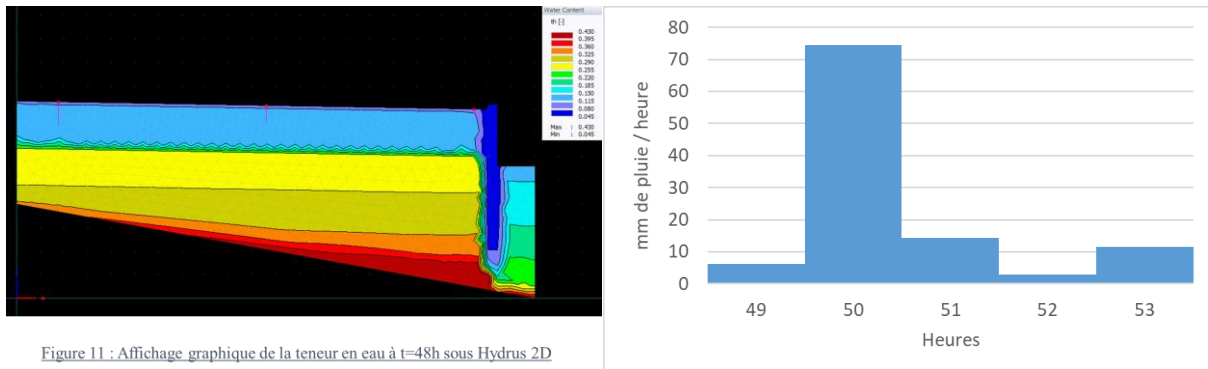 Water Content
th [-]
0.430
0.395
0.360
0.325
0.290
0.255
0.220
0.185
0.150
0.115
0.080
0.045
Max : 0.430
Min : 0.045
Figure 11 : Affichage graphique de la teneur en eau à t=48h sous Hydrus 2D
mm de pluie / heure
80
70
60
50
40
30
20
10
0
49 50 51 52 53
Heures